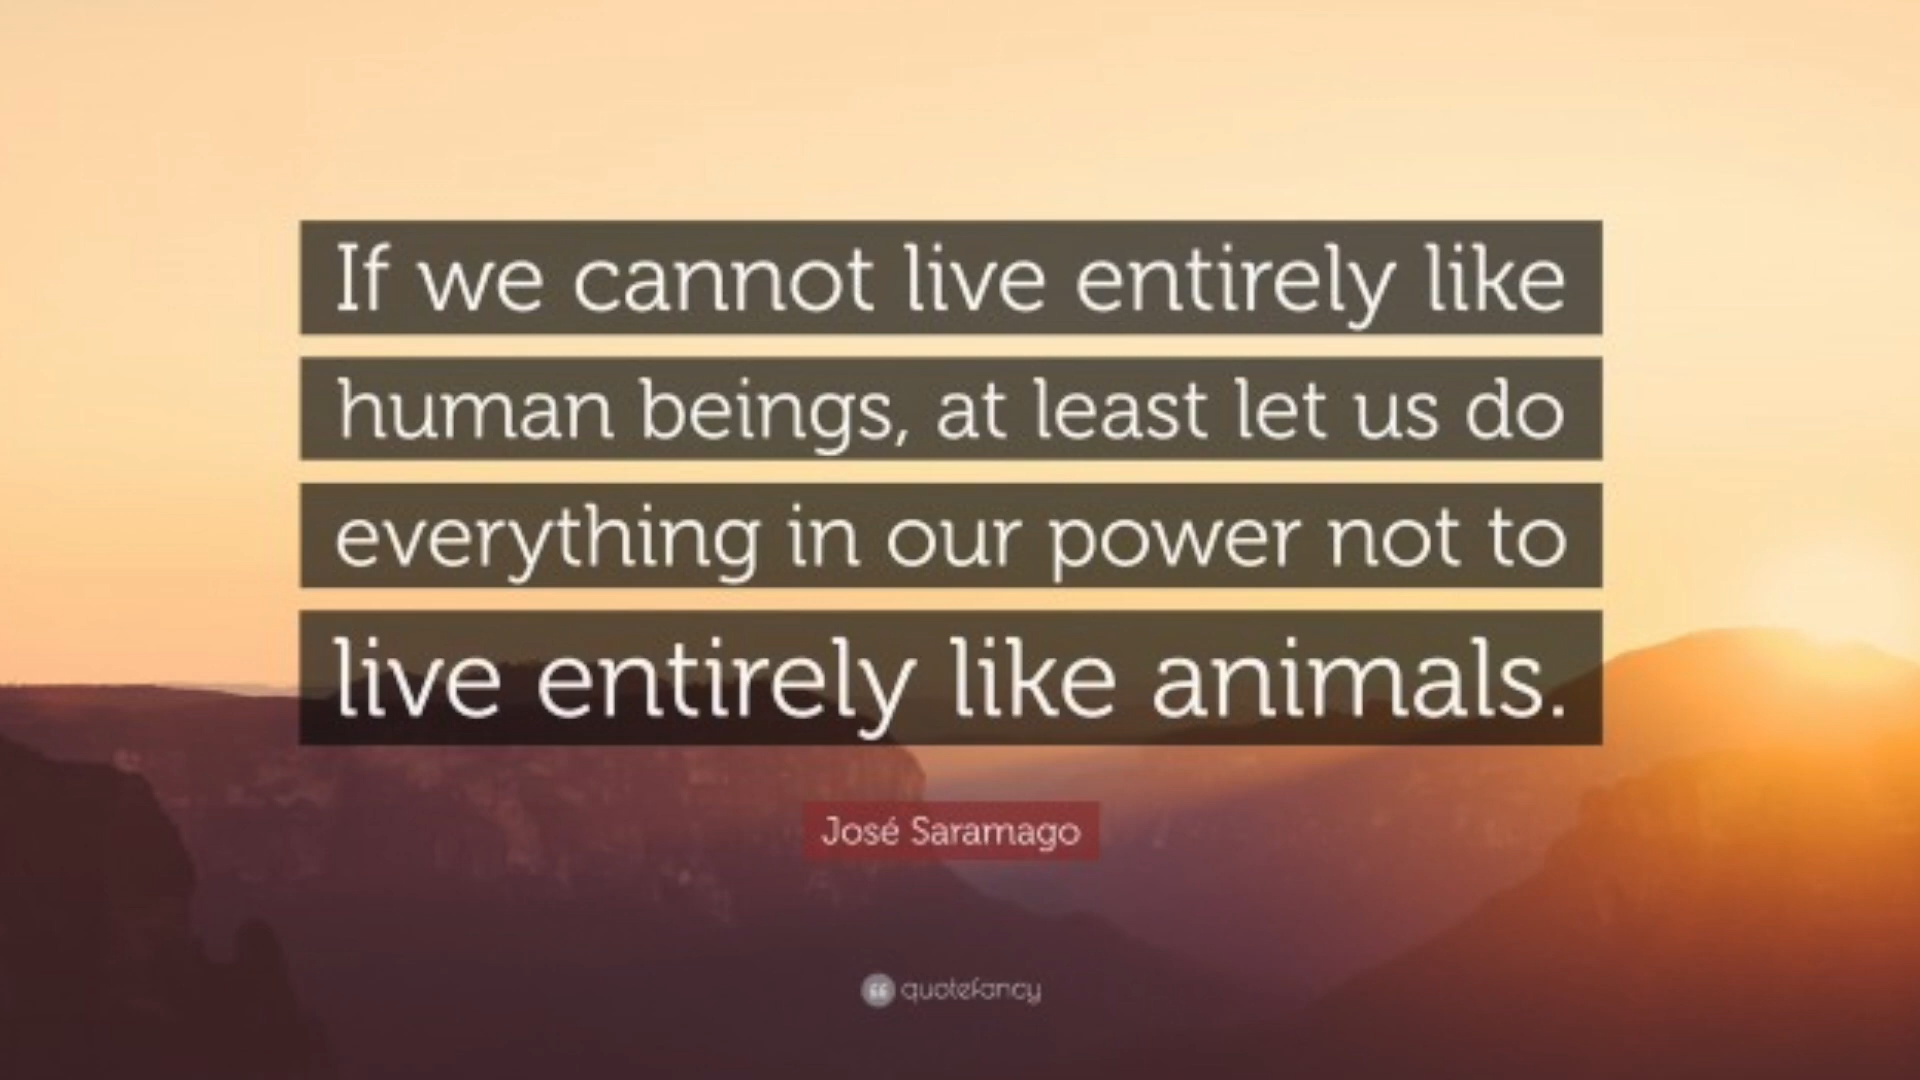 If we cannot live entirely like
human beings, at least let us do
everything in our power not to
live entirely like animals.
José Saramago
quotefancy